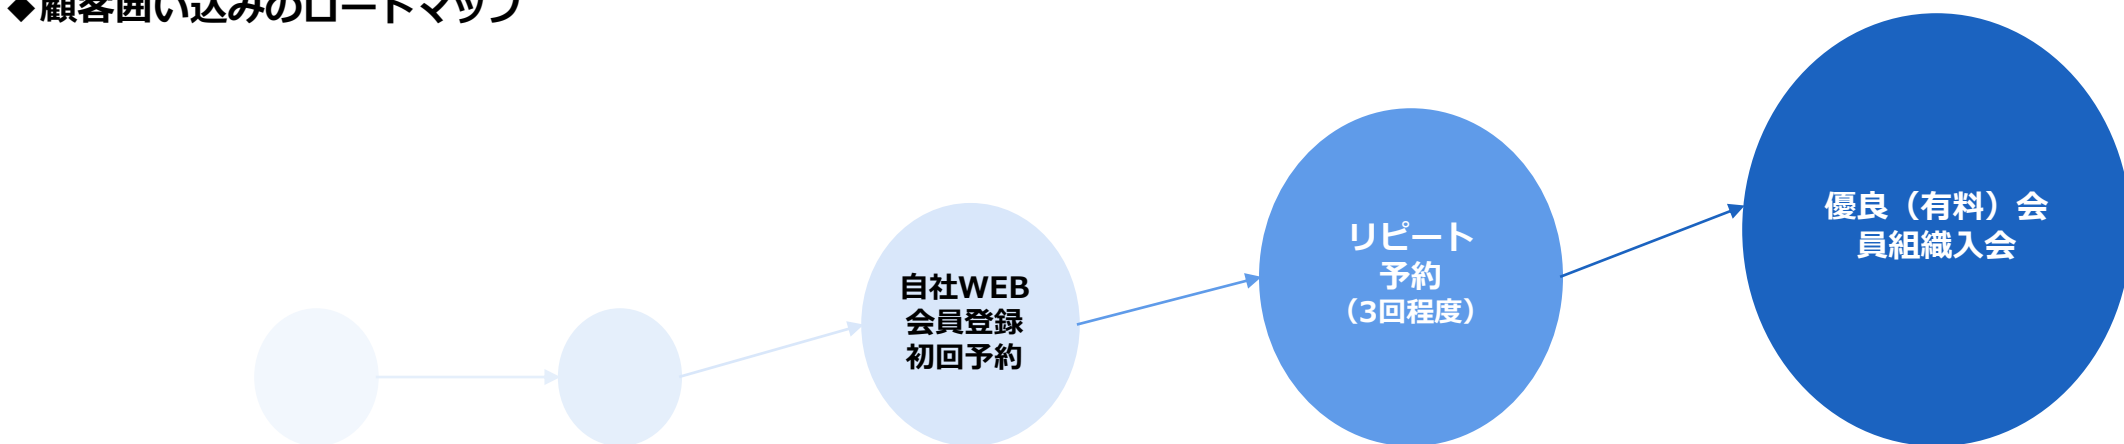 ◆顧客囲い込みのロードマップ
自社WEB
会員登録
初回予約
リピート
予約
（3回程度）
優良（有料）会
員組織入会